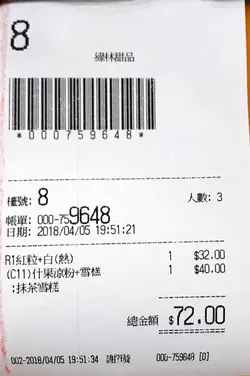 8
綠林甜品
*000759648*
檯號: 8
人數: 3
帳單: 000-759648
日期: 2018/04/05 19:51:21
R1紅粒+白(熱) 1 $32.00
(C11)什果涼粉+雪糕 1 $40.00
:抹茶雪糕
總金額 $72.00
002-2018/04/05 19:51:34 000-759648 [0]